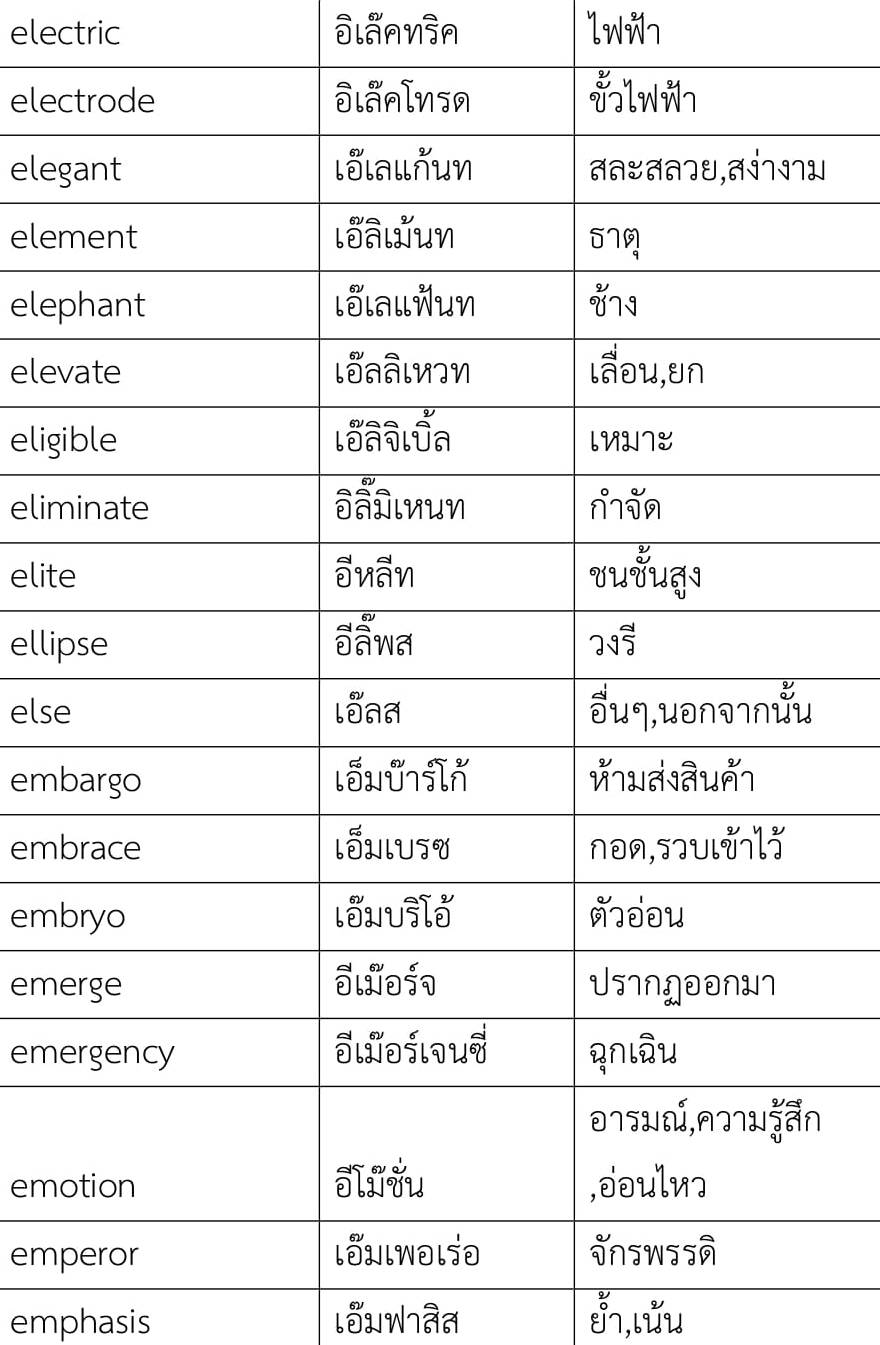 electric อิเล๊คทริค ไฟฟ้า
electrode อิเล๊คโทรด ขั้วไฟฟ้า
elegant เอ๊เลแก้นท สละสลวย,สง่างาม
element เอ๊ลิเม้นท ธาตุ
elephant เอ๊เลแฟ้นท ช้าง
elevate เอ๊ลลิเหวท เลื่อน,ยก
eligible เอ๊ลิจิเบิ้ล เหมาะ
eliminate อิลิ๊มิเหนท กำจัด
elite อีหลีท ชนชั้นสูง
ellipse อีลิ๊พส วงรี
else เอ๊ลส อื่นๆ,นอกจากนั้น
embargo เอ็มบ๊าร์โก้ ห้ามส่งสินค้า
embrace เอ็มเบรซ กอด,รวบเข้าไว้
embryo เอ๊มบริโอ้ ตัวอ่อน
emerge อีเม๊อร์จ ปรากฏออกมา
emergency อีเม๊อร์เจนซี่ ฉุกเฉิน
อารมณ์,ความรู้สึก
emotion อีโม๊ชั่น ,อ่อนไหว
emperor เอ๊มเพอเร่อ จักรพรรดิ
emphasis เอ๊มฟาสิส ย้ำ,เน้น